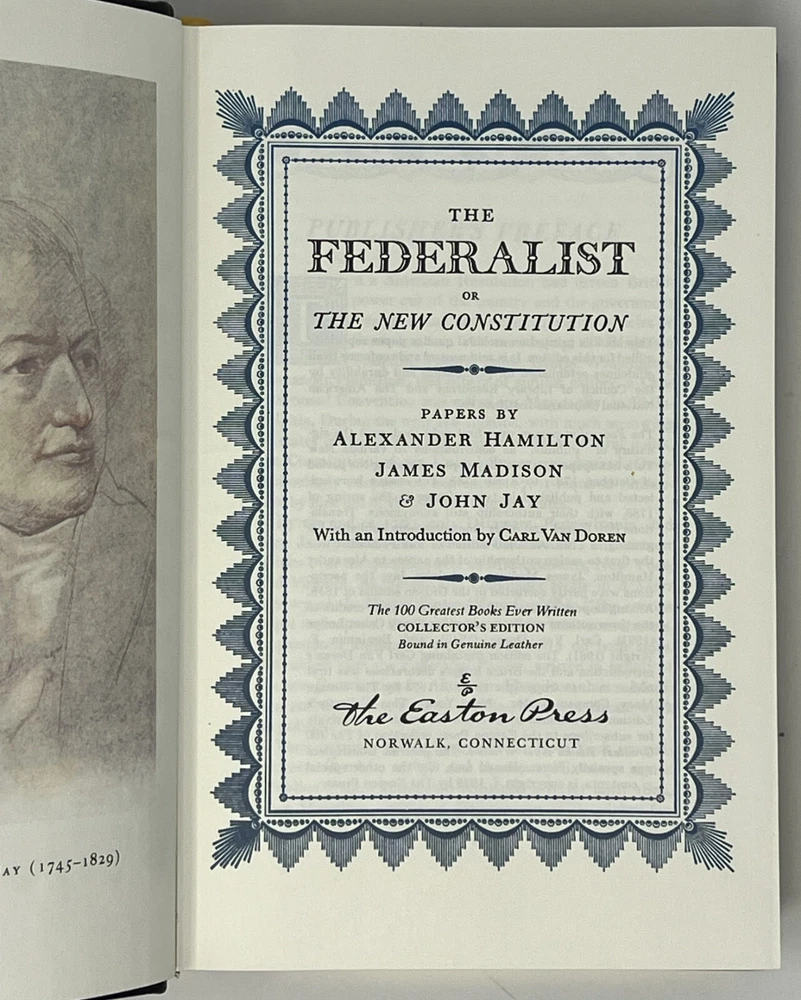 AY (1745–1829)
THE
FEDERALIST
OR
THE NEW CONSTITUTION
PAPERS BY
ALEXANDER HAMILTON
JAMES MADISON
& JOHN JAY
With an Introduction by CARL VAN DOREN
The 100 Greatest Books Ever Written
COLLECTOR'S EDITION
Bound in Genuine Leather
E/P
The Easton Press
NORWALK, CONNECTICUT